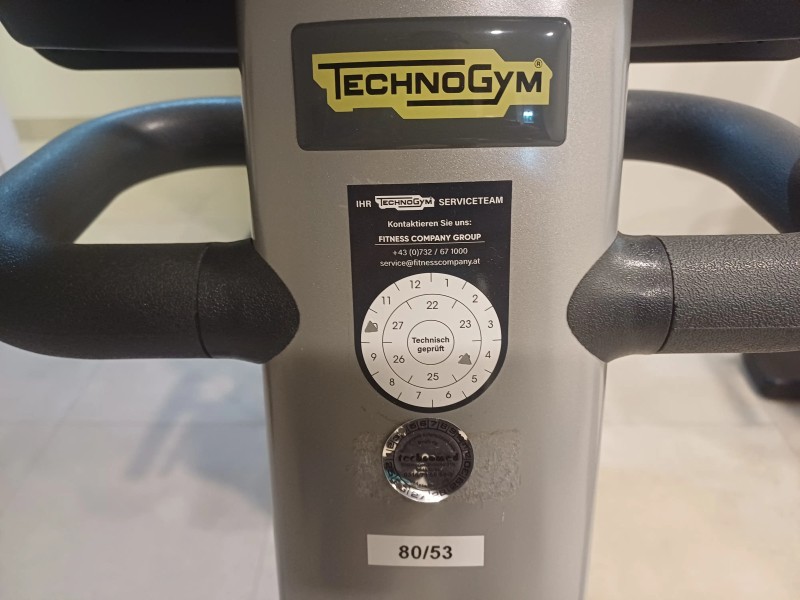 TECHNOGYM®
IHR TECHNOGYM SERVICETEAM
Kontaktieren Sie uns:
FITNESS COMPANY GROUP
+43 (0)732 / 67 1000
service@fitnesscompany.at
12 1
11 2
22
27 23 3
Technisch
geprüft
9 26 4
8 25 5
7 6
technomed
80/53